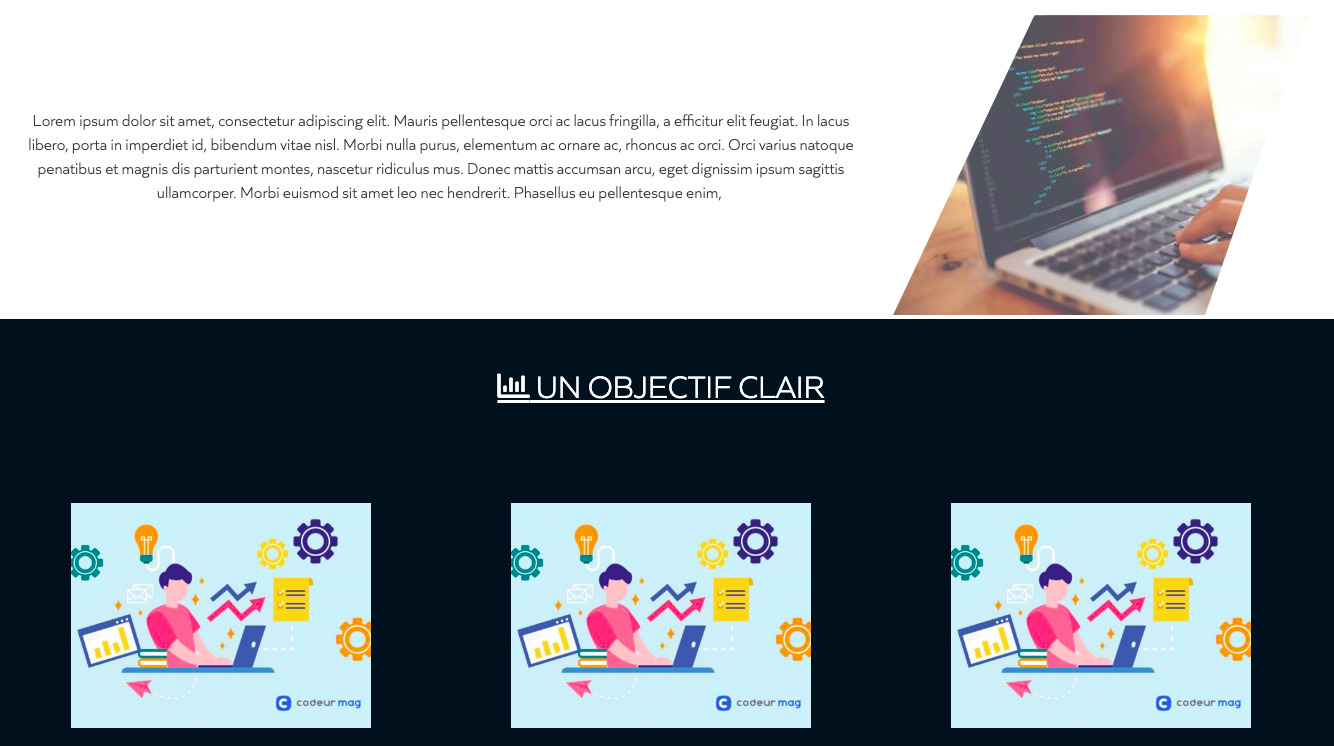 Lorem ipsum dolor sit amet, consectetur adipiscing elit. Mauris pellentesque orci ac lacus fringilla, a efficitur elit feugiat. In lacus
libero, porta in imperdiet id, bibendum vitae nisl. Morbi nulla purus, elementum ac ornare ac, rhoncus ac orci. Orci varius natoque
penatibus et magnis dis parturient montes, nascetur ridiculus mus. Donec mattis accumsan arcu, eget dignissim ipsum sagittis
ullamcorper. Morbi euismod sit amet leo nec hendrerit. Phasellus eu pellentesque enim,
UN OBJECTIF CLAIR
codeur mag
codeur mag
codeur mag